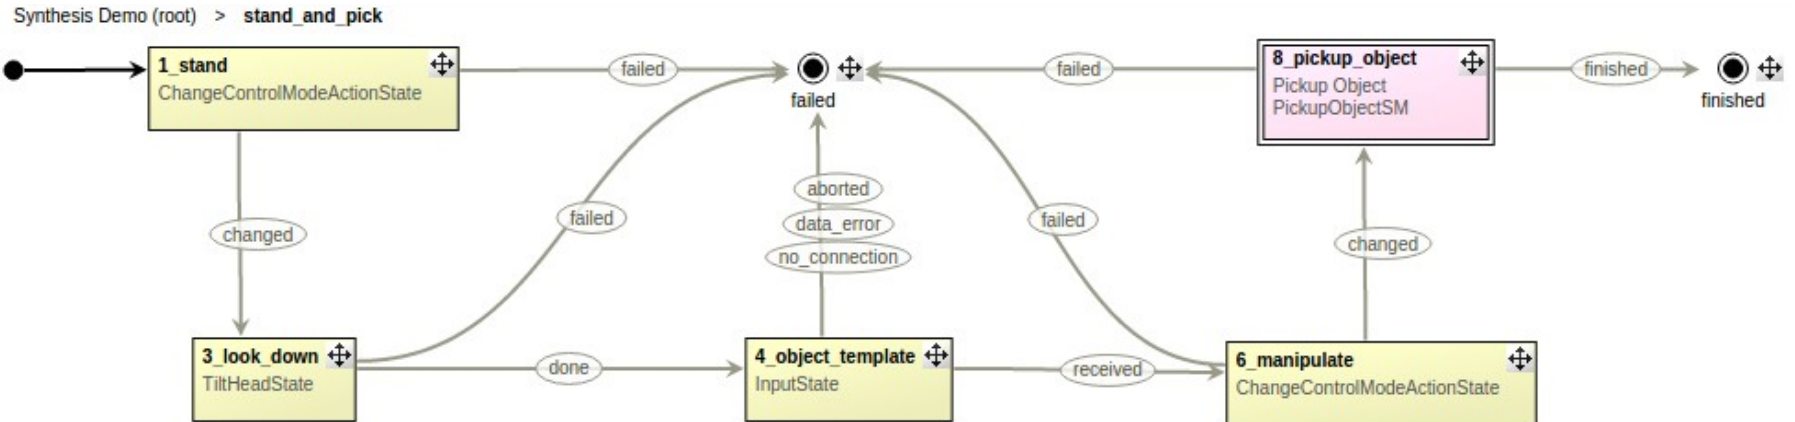 Synthesis Demo (root) > stand_and_pick
1_stand
ChangeControlModeActionState
failed
failed
failed
8_pickup_object
Pickup Object
PickupObjectSM
finished
finished
changed
failed
aborted
data_error
no_connection
failed
changed
3_look_down
TiltHeadState
done
4_object_template
InputState
received
6_manipulate
ChangeControlModeActionState